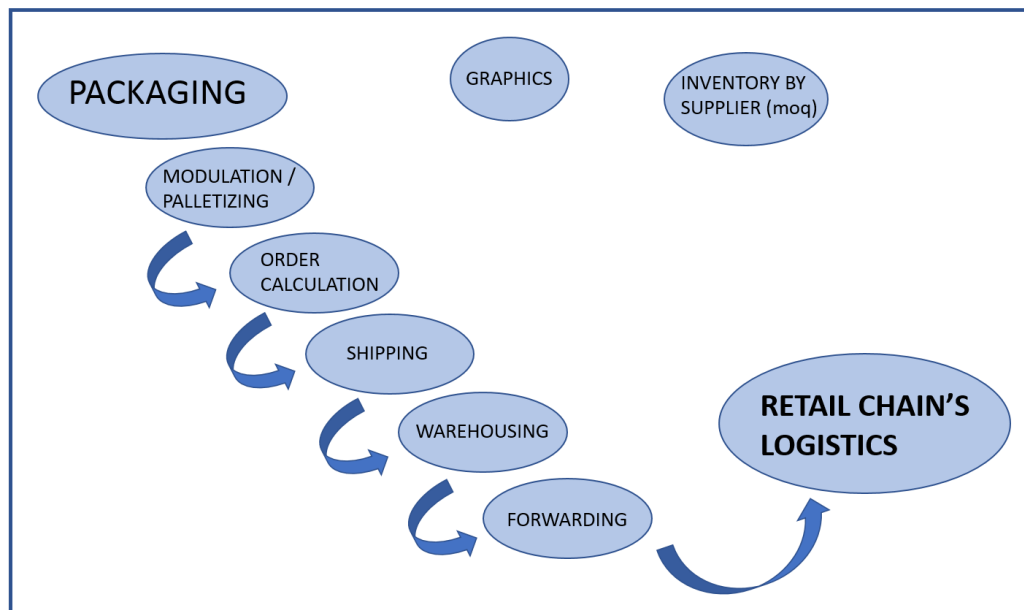 PACKAGING
GRAPHICS
INVENTORY BY
SUPPLIER (moq)
MODULATION /
PALLETIZING
ORDER
CALCULATION
SHIPPING
WAREHOUSING
FORWARDING
RETAIL CHAIN’S
LOGISTICS